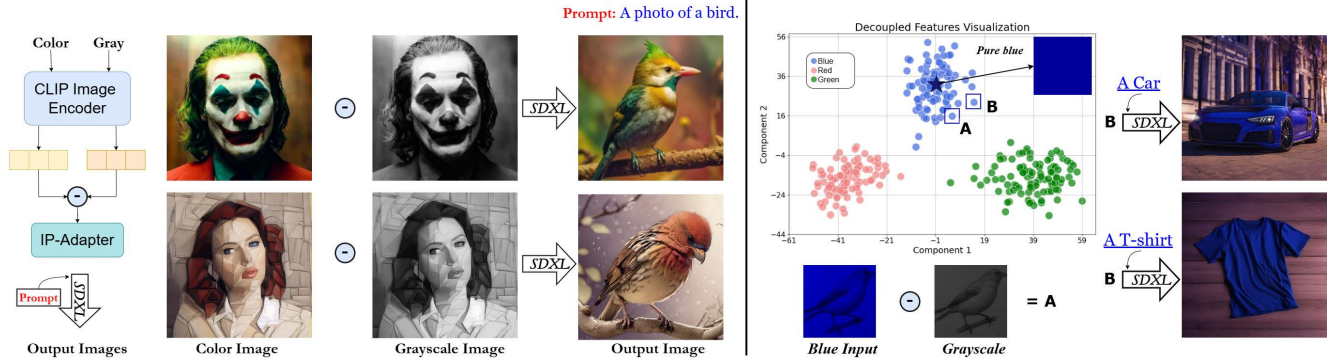 Prompt: A photo of a bird.
Color
Gray
CLIP Image
Encoder
-
IP-Adapter
Prompt
SDXL
Output Images
-
SDXL
-
SDXL
Color Image
Grayscale Image
Output Image
Decoupled Features Visualization
Blue
Red
Green
Pure blue
B
A
Component 2
56
36
16
−4
−24
−44
−61
−41
−21
−1
19
39
59
Component 1
-
= A
Blue Input
Grayscale
A Car
B
SDXL
A T-shirt
B
SDXL